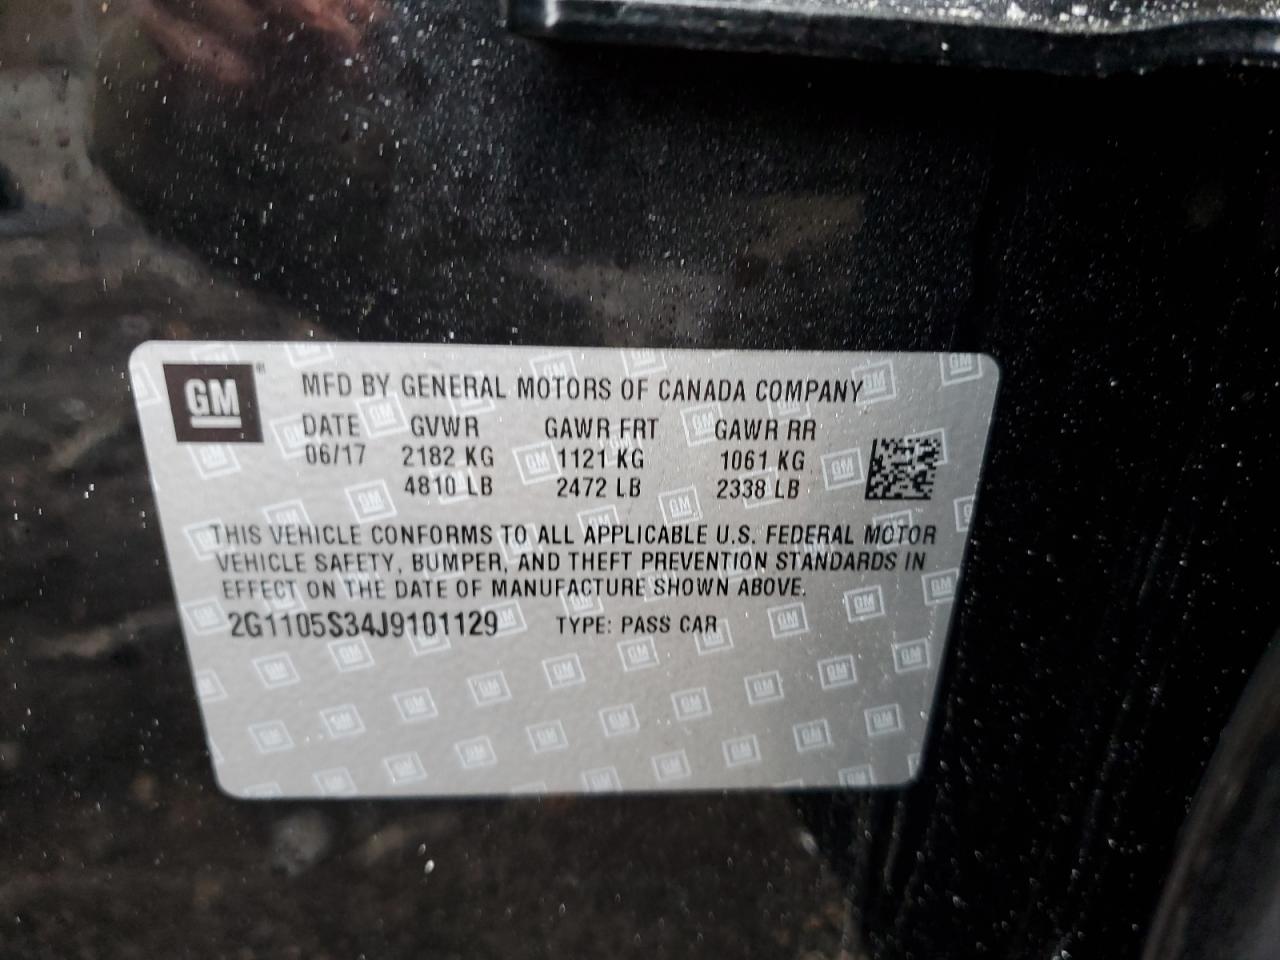 GM
MFD BY GENERAL MOTORS OF CANADA COMPANY
DATE GVWR GAWR FRT GAWR RR
06/17 2182 KG 1121 KG 1061 KG
4810 LB 2472 LB 2338 LB
THIS VEHICLE CONFORMS TO ALL APPLICABLE U.S. FEDERAL MOTOR
VEHICLE SAFETY, BUMPER, AND THEFT PREVENTION STANDARDS IN
EFFECT ON THE DATE OF MANUFACTURE SHOWN ABOVE.
2G1105S34J9101129 TYPE: PASS CAR